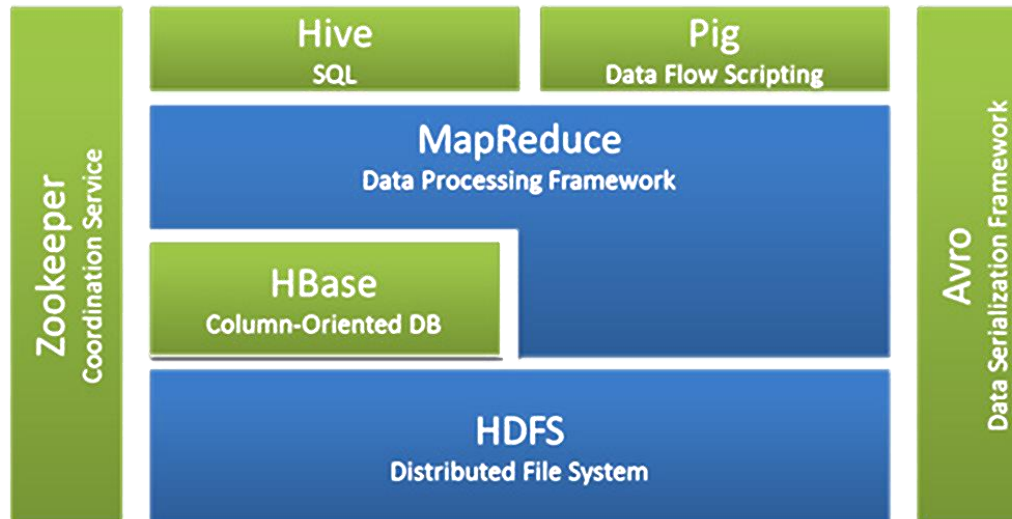 Hive
SQL
Pig
Data Flow Scripting
MapReduce
Data Processing Framework
HBase
Column-Oriented DB
HDFS
Distributed File System
Zookeeper
Coordination Service
Avro
Data Serialization Framework